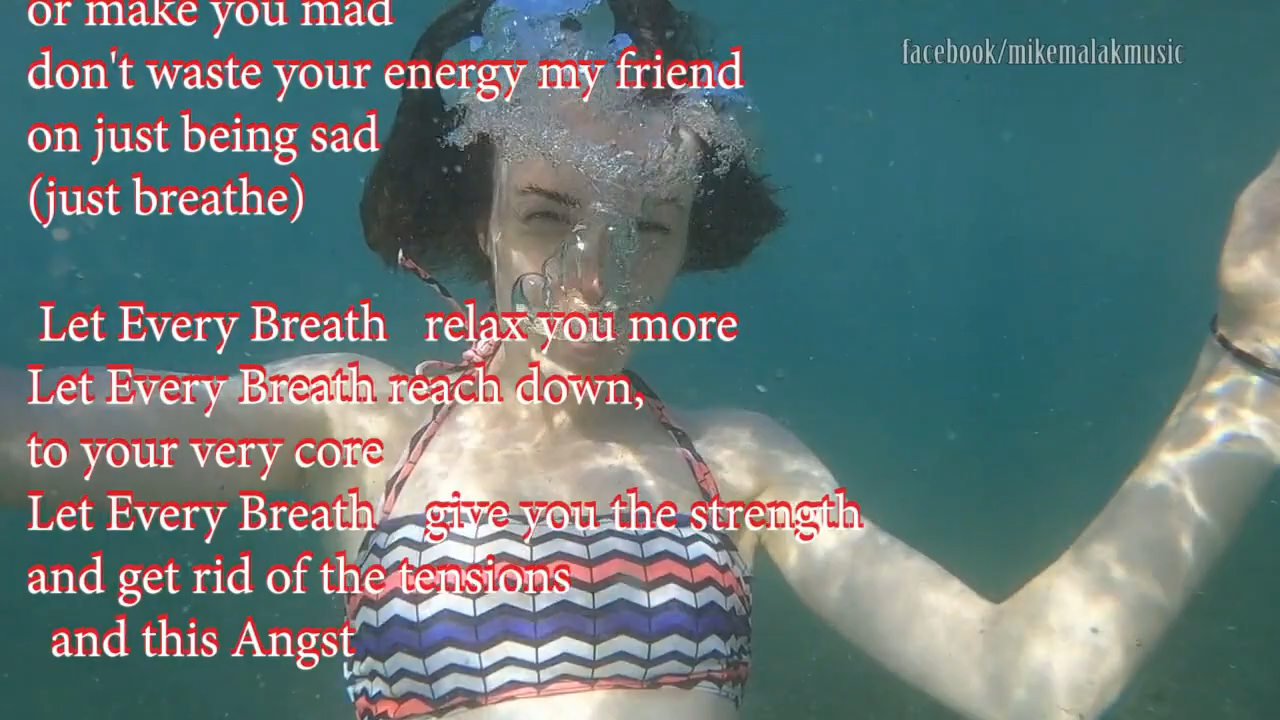 or make you mad
facebook/mikemalakmusic
don't waste your energy my friend
on just being sad
(just breathe)
Let Every Breath relax you more
Let Every Breath reach down,
to your very core
Let Every Breath give you the strength
and get rid of the tensions
and this Angst